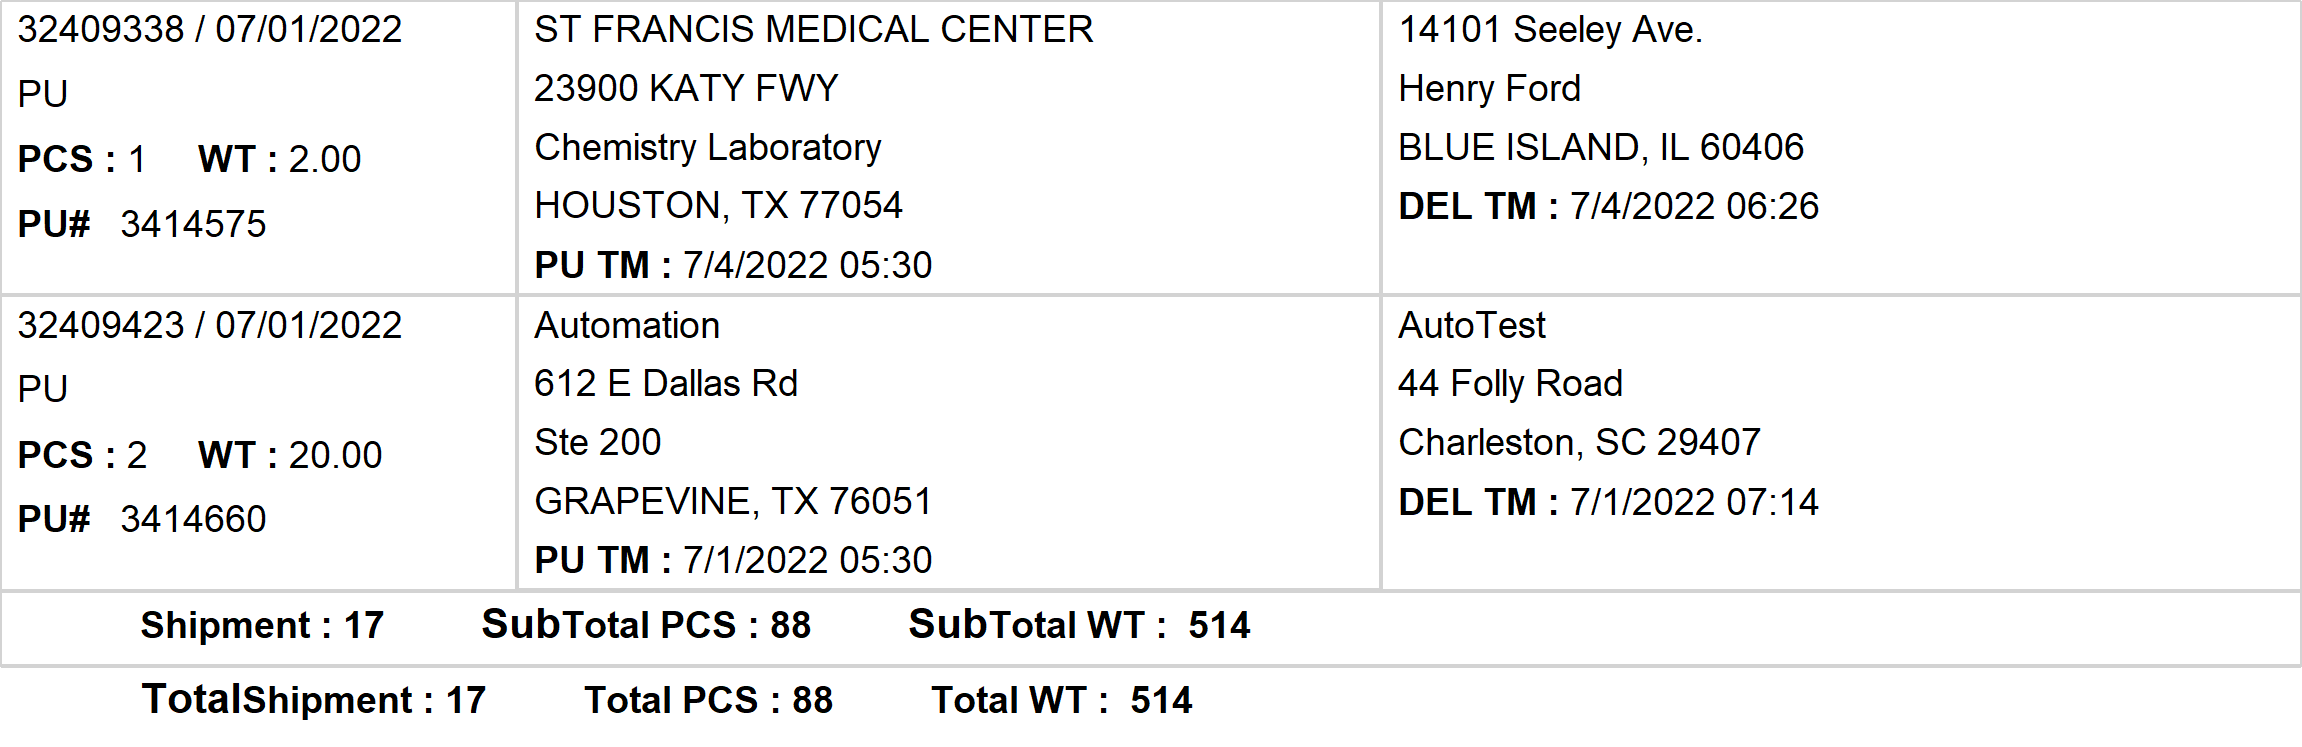 32409338 / 07/01/2022
PU
PCS : 1 WT : 2.00
PU# 3414575
ST FRANCIS MEDICAL CENTER
23900 KATY FWY
Chemistry Laboratory
HOUSTON, TX 77054
PU TM : 7/4/2022 05:30
14101 Seeley Ave.
Henry Ford
BLUE ISLAND, IL 60406
DEL TM : 7/4/2022 06:26
32409423 / 07/01/2022
PU
PCS : 2 WT : 20.00
PU# 3414660
Automation
612 E Dallas Rd
Ste 200
GRAPEVINE, TX 76051
PU TM : 7/1/2022 05:30
AutoTest
44 Folly Road
Charleston, SC 29407
DEL TM : 7/1/2022 07:14
Shipment : 17 SubTotal PCS : 88 SubTotal WT : 514
TotalShipment : 17 Total PCS : 88 Total WT : 514